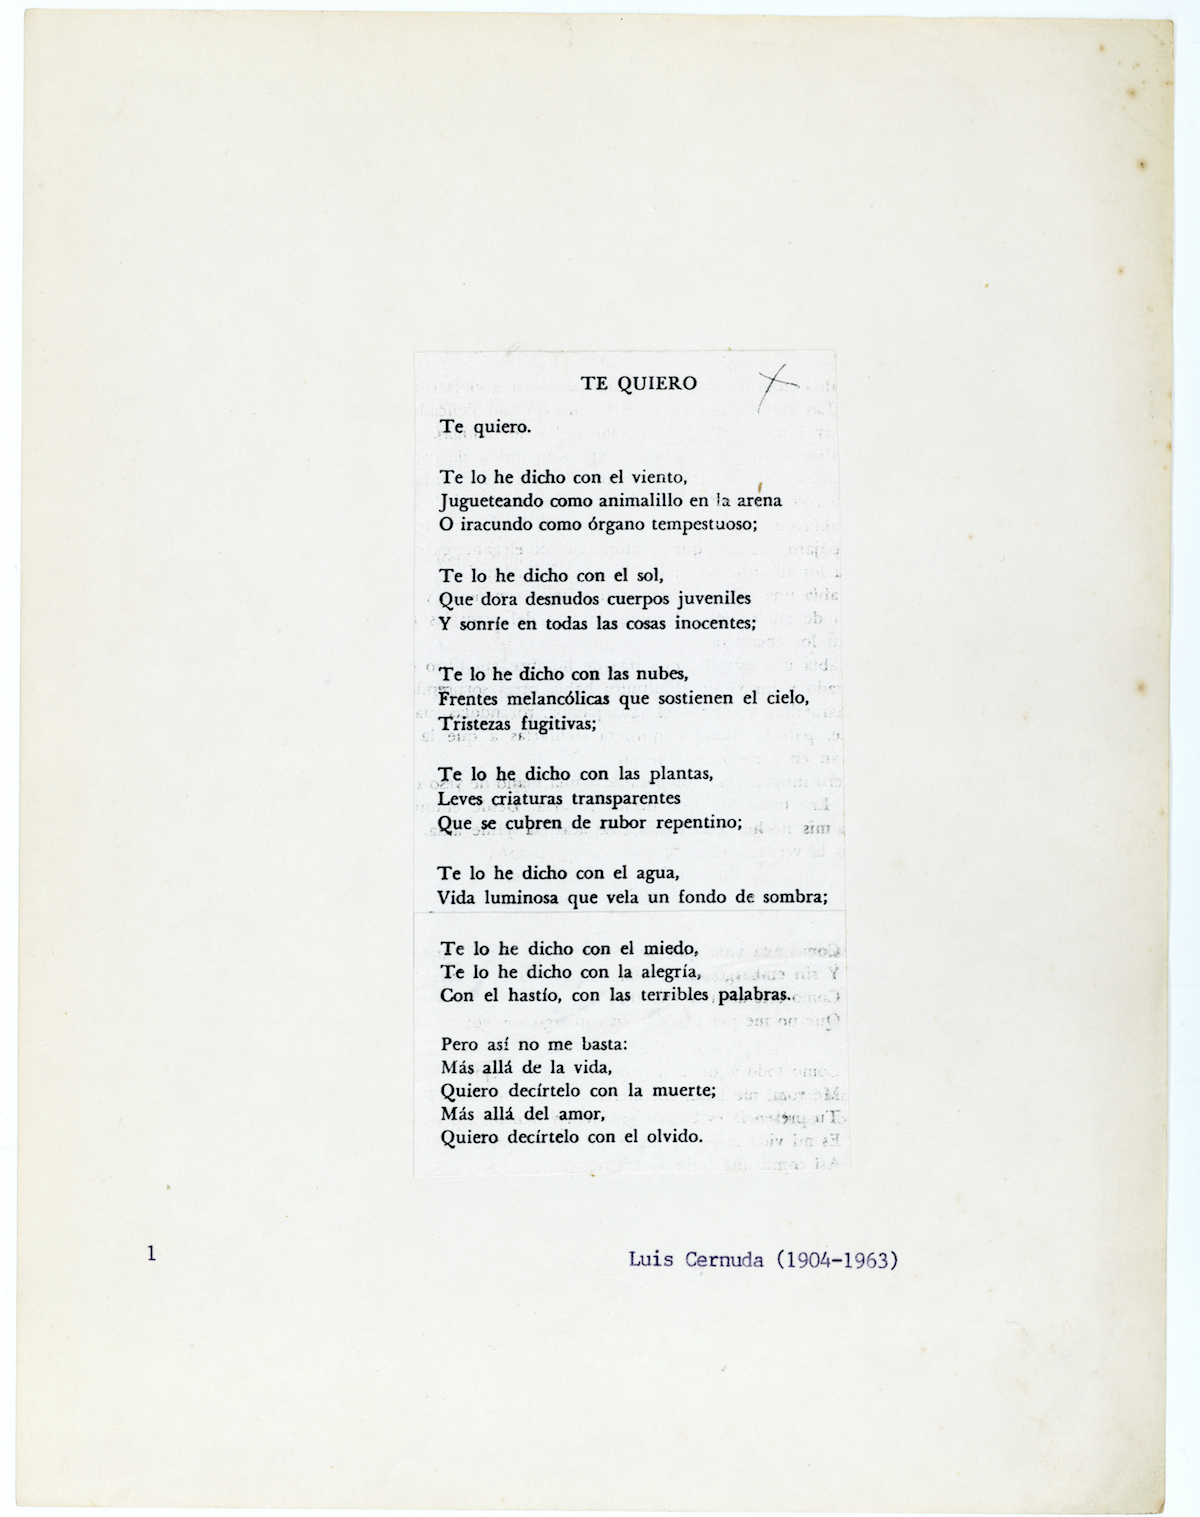 TE QUIERO
Te quiero.
Te lo he dicho con el viento,
Jugueteando como animalillo en la arena
O iracundo como órgano tempestuoso;
Te lo he dicho con el sol,
Que dora desnudos cuerpos juveniles
Y sonríe en todas las cosas inocentes;
Te lo he dicho con las nubes,
Frentes melancólicas que sostienen el cielo,
Tristezas fugitivas;
Te lo he dicho con las plantas,
Leves criaturas transparentes
Que se cubren de rubor repentino;
Te lo he dicho con el agua,
Vida luminosa que vela un fondo de sombra;
Te lo he dicho con el miedo,
Te lo he dicho con la alegría,
Con el hastío, con las terribles palabras.
Pero así no me basta:
Más allá de la vida,
Quiero decírtelo con la muerte;
Más allá del amor,
Quiero decírtelo con el olvido.
1
Luis Cernuda (1904-1963)